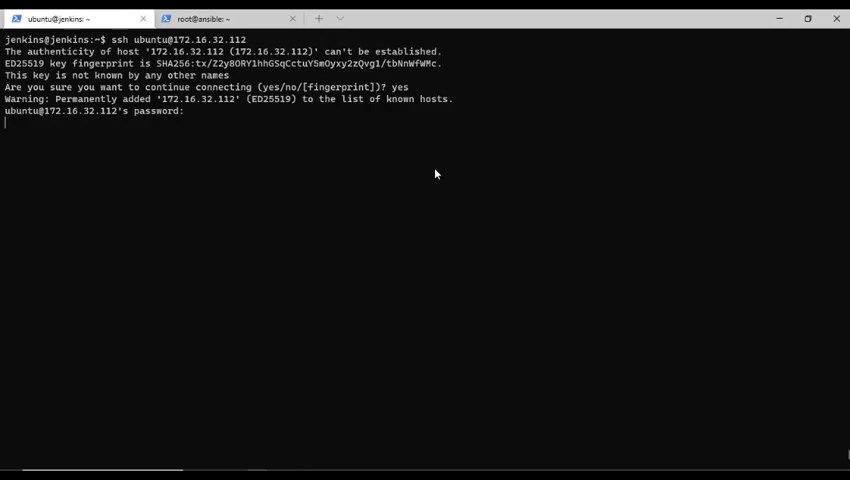 ubuntu@jenkins: ~
root@ansible: ~
jenkins@jenkins:~$ ssh ubuntu@172.16.32.112
The authenticity of host '172.16.32.112 (172.16.32.112)' can't be established.
ED25519 key fingerprint is SHA256:tx/Z2y8ORY1hhGSqCctuY5mOyxy2zQvg1/tbNnWfWMc.
This key is not known by any other names
Are you sure you want to continue connecting (yes/no/[fingerprint])? yes
Warning: Permanently added '172.16.32.112' (ED25519) to the list of known hosts.
ubuntu@172.16.32.112's password: